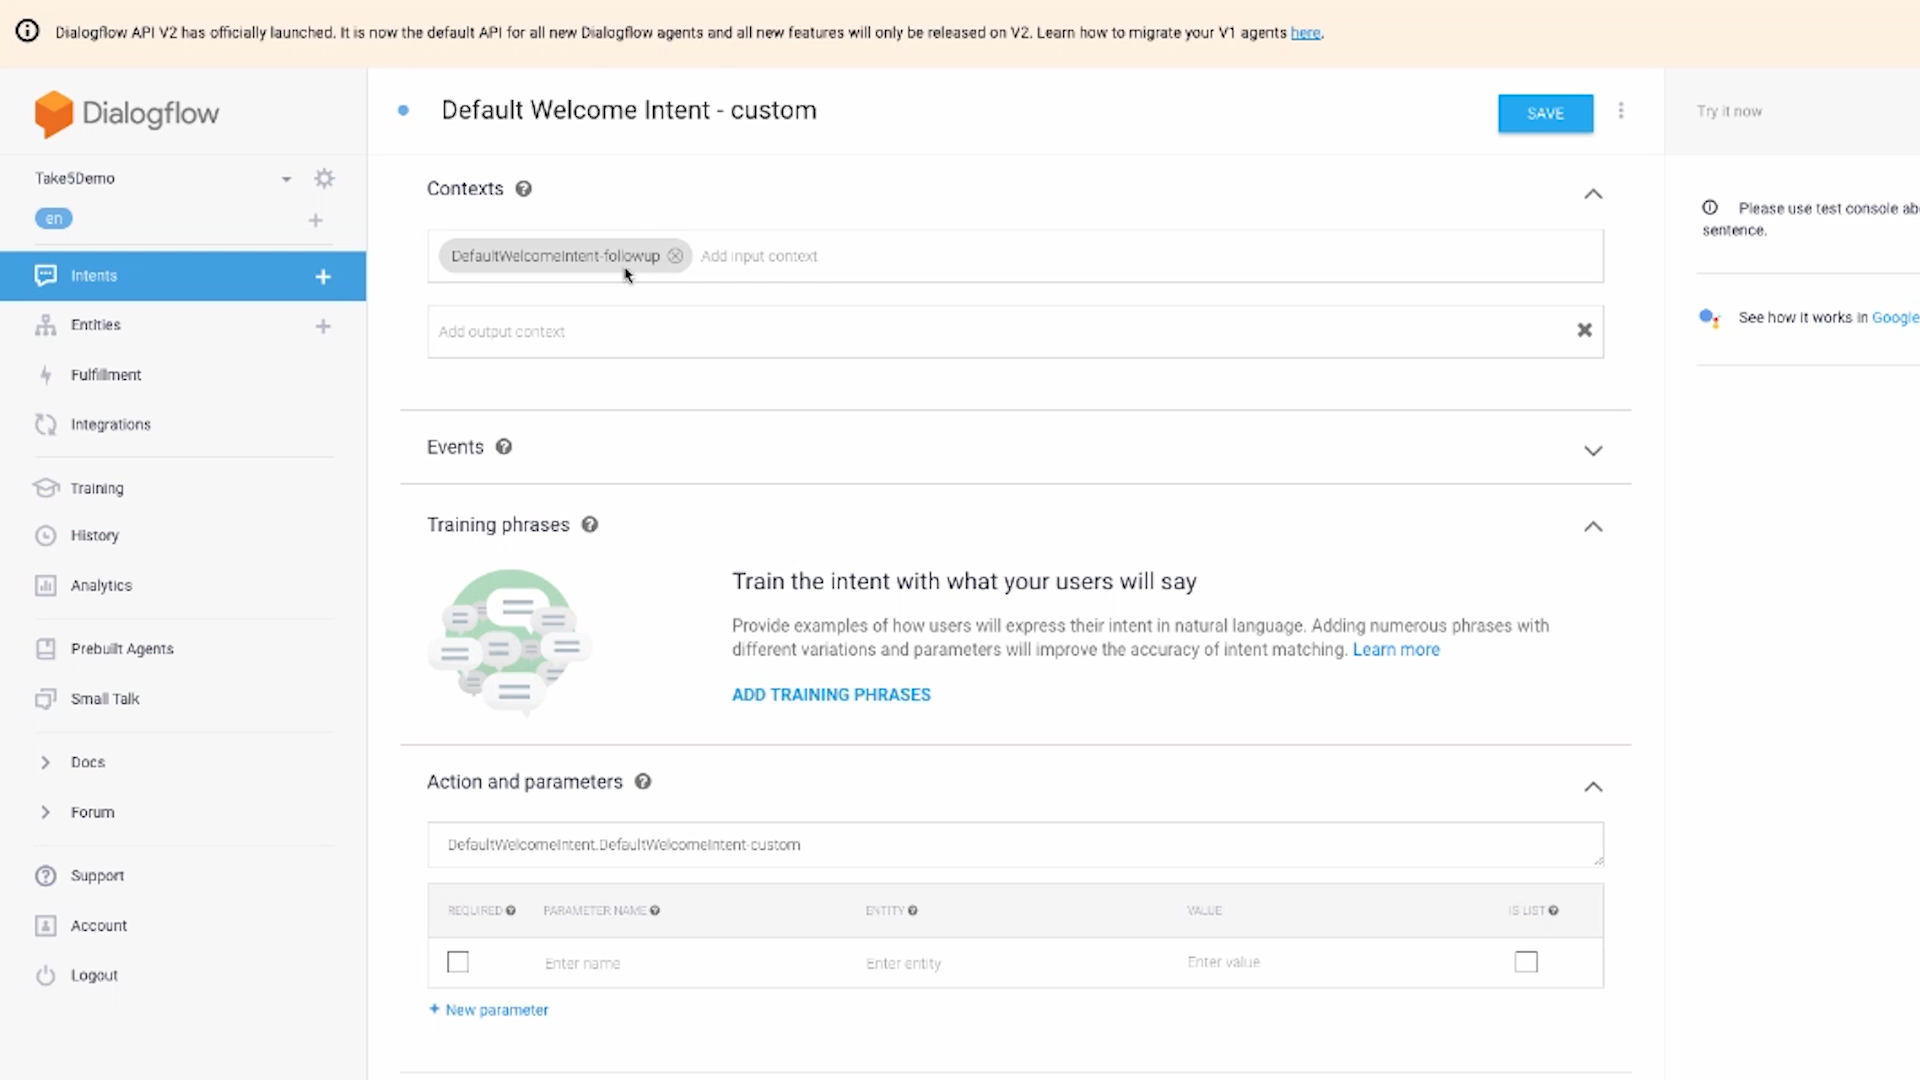 Dialogflow API V2 has officially launched. It is now the default API for all new Dialogflow agents and all new features will only be released on V2. Learn how to migrate your V1 agents here.
Dialogflow
Default Welcome Intent - custom
SAVE
Try it now
Take5Demo
en
Intents
Entities
Fulfillment
Integrations
Training
History
Analytics
Prebuilt Agents
Small Talk
Docs
Forum
Support
Account
Logout
Contexts
DefaultWelcomeIntent-followup
Add input context
Add output context
Events
Training phrases
Train the intent with what your users will say
Provide examples of how users will express their intent in natural language. Adding numerous phrases with
different variations and parameters will improve the accuracy of intent matching. Learn more
ADD TRAINING PHRASES
Action and parameters
DefaultWelcomeIntent.DefaultWelcomeIntent-custom
REQUIRED PARAMETER NAME ENTITY VALUE IS LIST
Enter name Enter entity Enter value
+ New parameter
Please use test console ab
sentence.
See how it works in Google